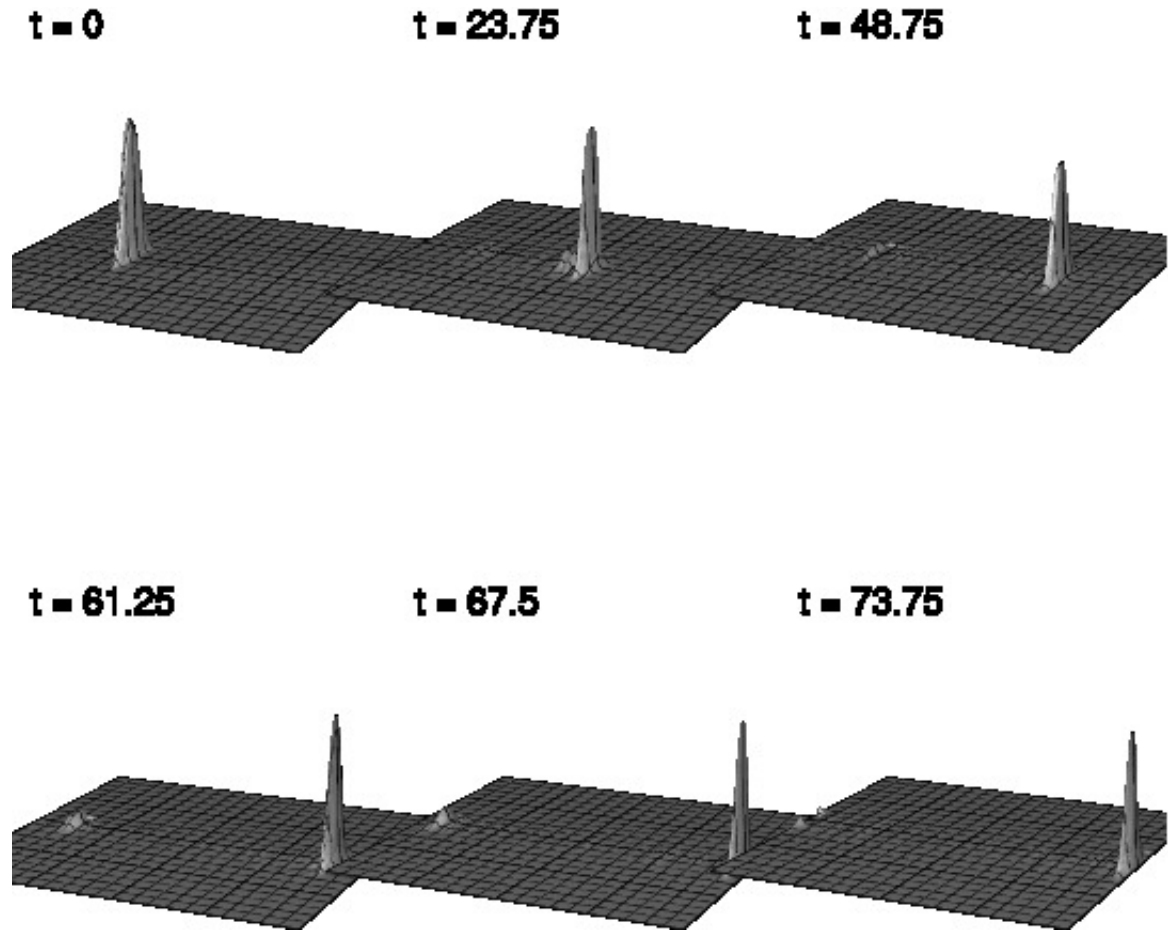 t = 0 t = 23.75 t = 48.75
t = 61.25 t = 67.5 t = 73.75